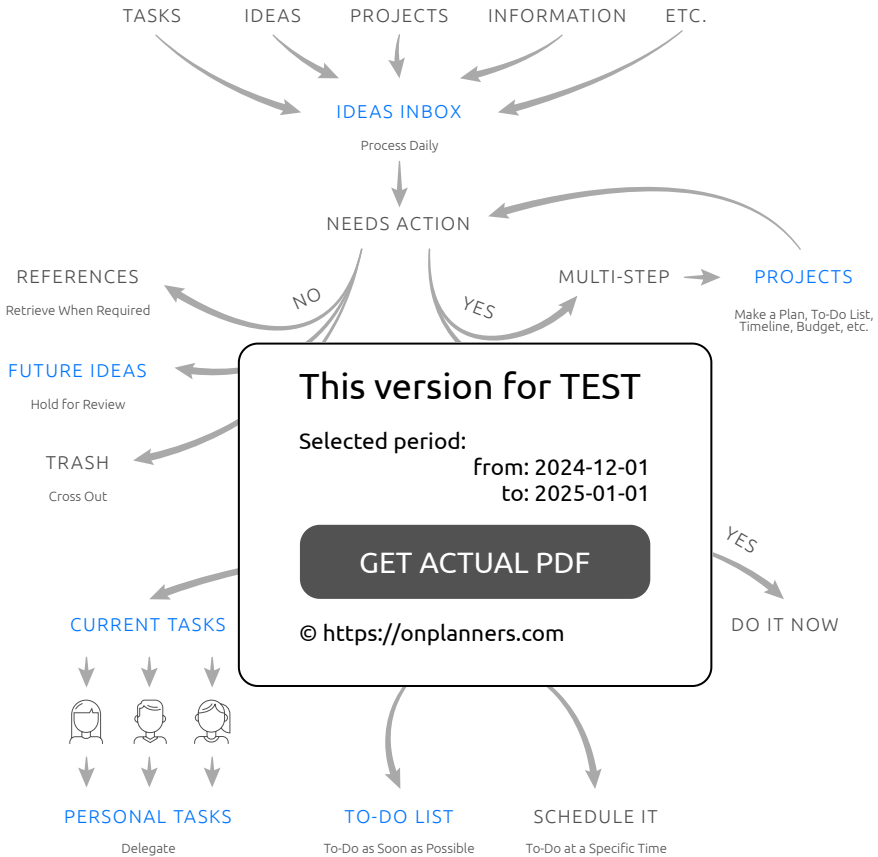 TASKS IDEAS PROJECTS INFORMATION ETC.
IDEAS INBOX
Process Daily
NEEDS ACTION
REFERENCES
Retrieve When Required
NO
YES
MULTI-STEP
PROJECTS
Make a Plan, To-Do List,
Timeline, Budget, etc.
FUTURE IDEAS
Hold for Review
TRASH
Cross Out
This version for TEST
Selected period:
from: 2024-12-01
to: 2025-01-01
GET ACTUAL PDF
© https://onplanners.com
YES
DO IT NOW
CURRENT TASKS
PERSONAL TASKS
Delegate
TO-DO LIST
To-Do as Soon as Possible
SCHEDULE IT
To-Do at a Specific Time